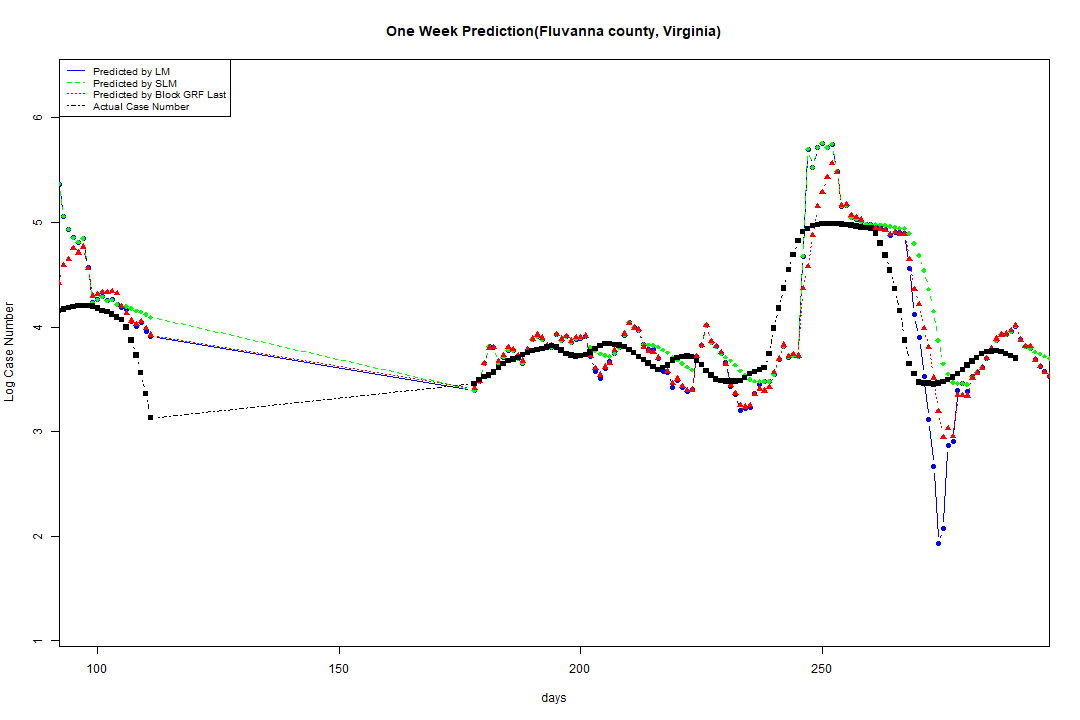 One Week Prediction(Fluvanna county, Virginia)
Predicted by LM
Predicted by SLM
Predicted by Block GRF Last
Actual Case Number
Log Case Number
6
5
4
3
2
1
100 150 200 250
days